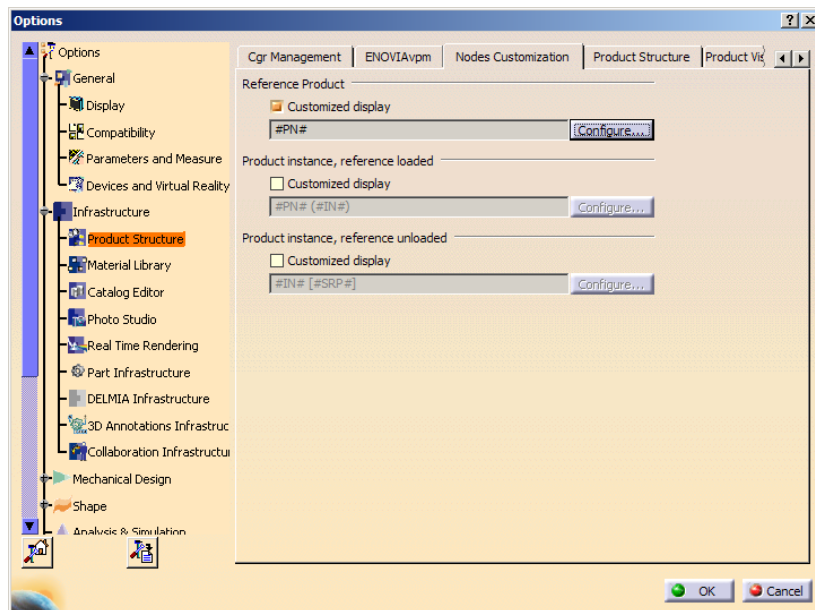 Options
Options
General
Display
Compatibility
Parameters and Measure
Devices and Virtual Reality
Infrastructure
Product Structure
Material Library
Catalog Editor
Photo Studio
Real Time Rendering
Part Infrastructure
DELMIA Infrastructure
3D Annotations Infrastruc
Collaboration Infrastructu
Mechanical Design
Shape
Analysis & Simulation
Cgr Management ENOVIAvpm Nodes Customization Product Structure Product Vis
Reference Product
Customized display
#PN# Configure...
Product instance, reference loaded
Customized display
#PN# (#IN#) Configure...
Product instance, reference unloaded
Customized display
#IN# [#SRP#] Configure...
OK Cancel